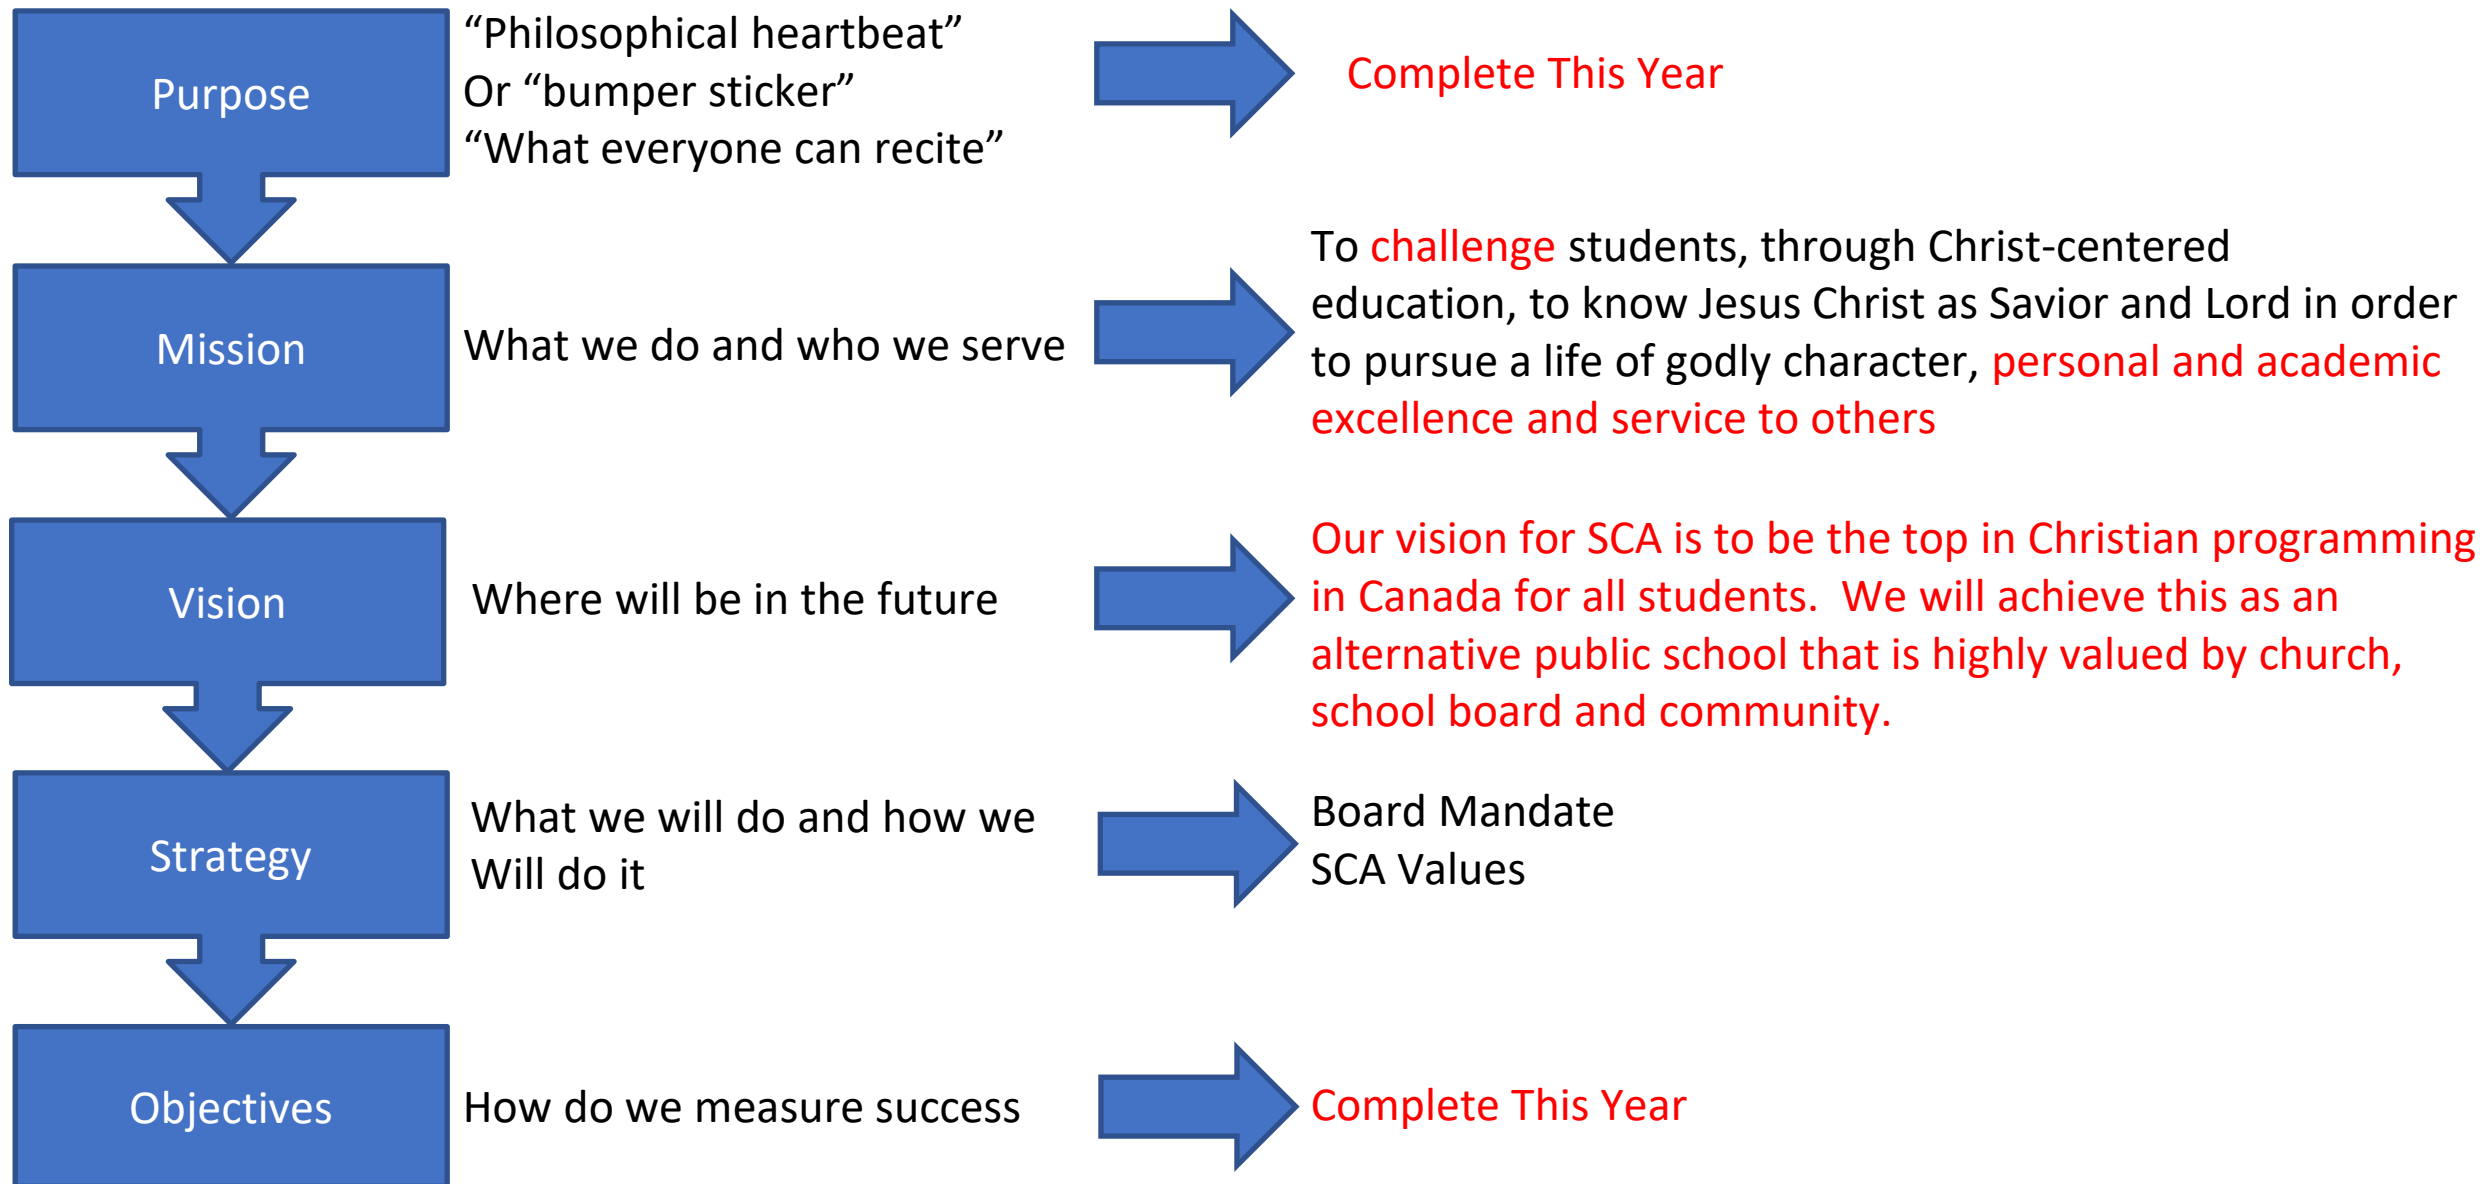 Purpose
“Philosophical heartbeat”
Or “bumper sticker”
“What everyone can recite”
Complete This Year
Mission
What we do and who we serve
To challenge students, through Christ-centered
education, to know Jesus Christ as Savior and Lord in order
to pursue a life of godly character, personal and academic
excellence and service to others
Vision
Where will be in the future
Our vision for SCA is to be the top in Christian programming
in Canada for all students.  We will achieve this as an
alternative public school that is highly valued by church,
school board and community.
Strategy
What we will do and how we
Will do it
Board Mandate
SCA Values
Objectives
How do we measure success
Complete This Year